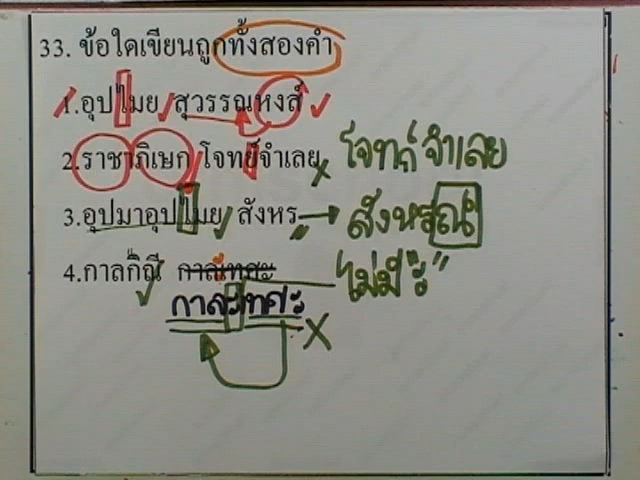 33. ข้อใดเขียนถูกทั้งสองคำ
1.อุปไมย สุวรรณหงส์
2.ราชาภิเษก โจทย์จำเลย x โจทก์ จำเลย
3.อุปมาอุปไมย สังหร สังหรณ์
4.กาลกิณี กาลเทศะ "ไม่มี ะ"
กาละเทศะ x